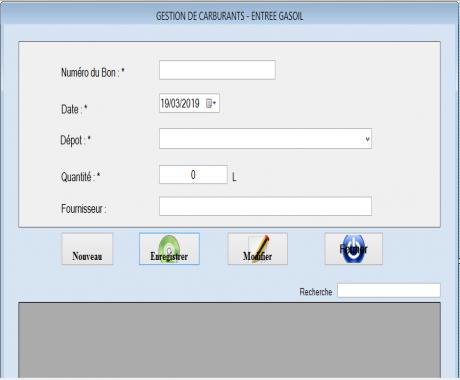 GESTION DE CARBURANTS - ENTREE GASOIL
Numéro du Bon : *
Date : * 19/03/2019
Dépot : *
Quantité : * 0 L
Fournisseur :
Nouveau Enregistrer Modifier Fermer
Recherche